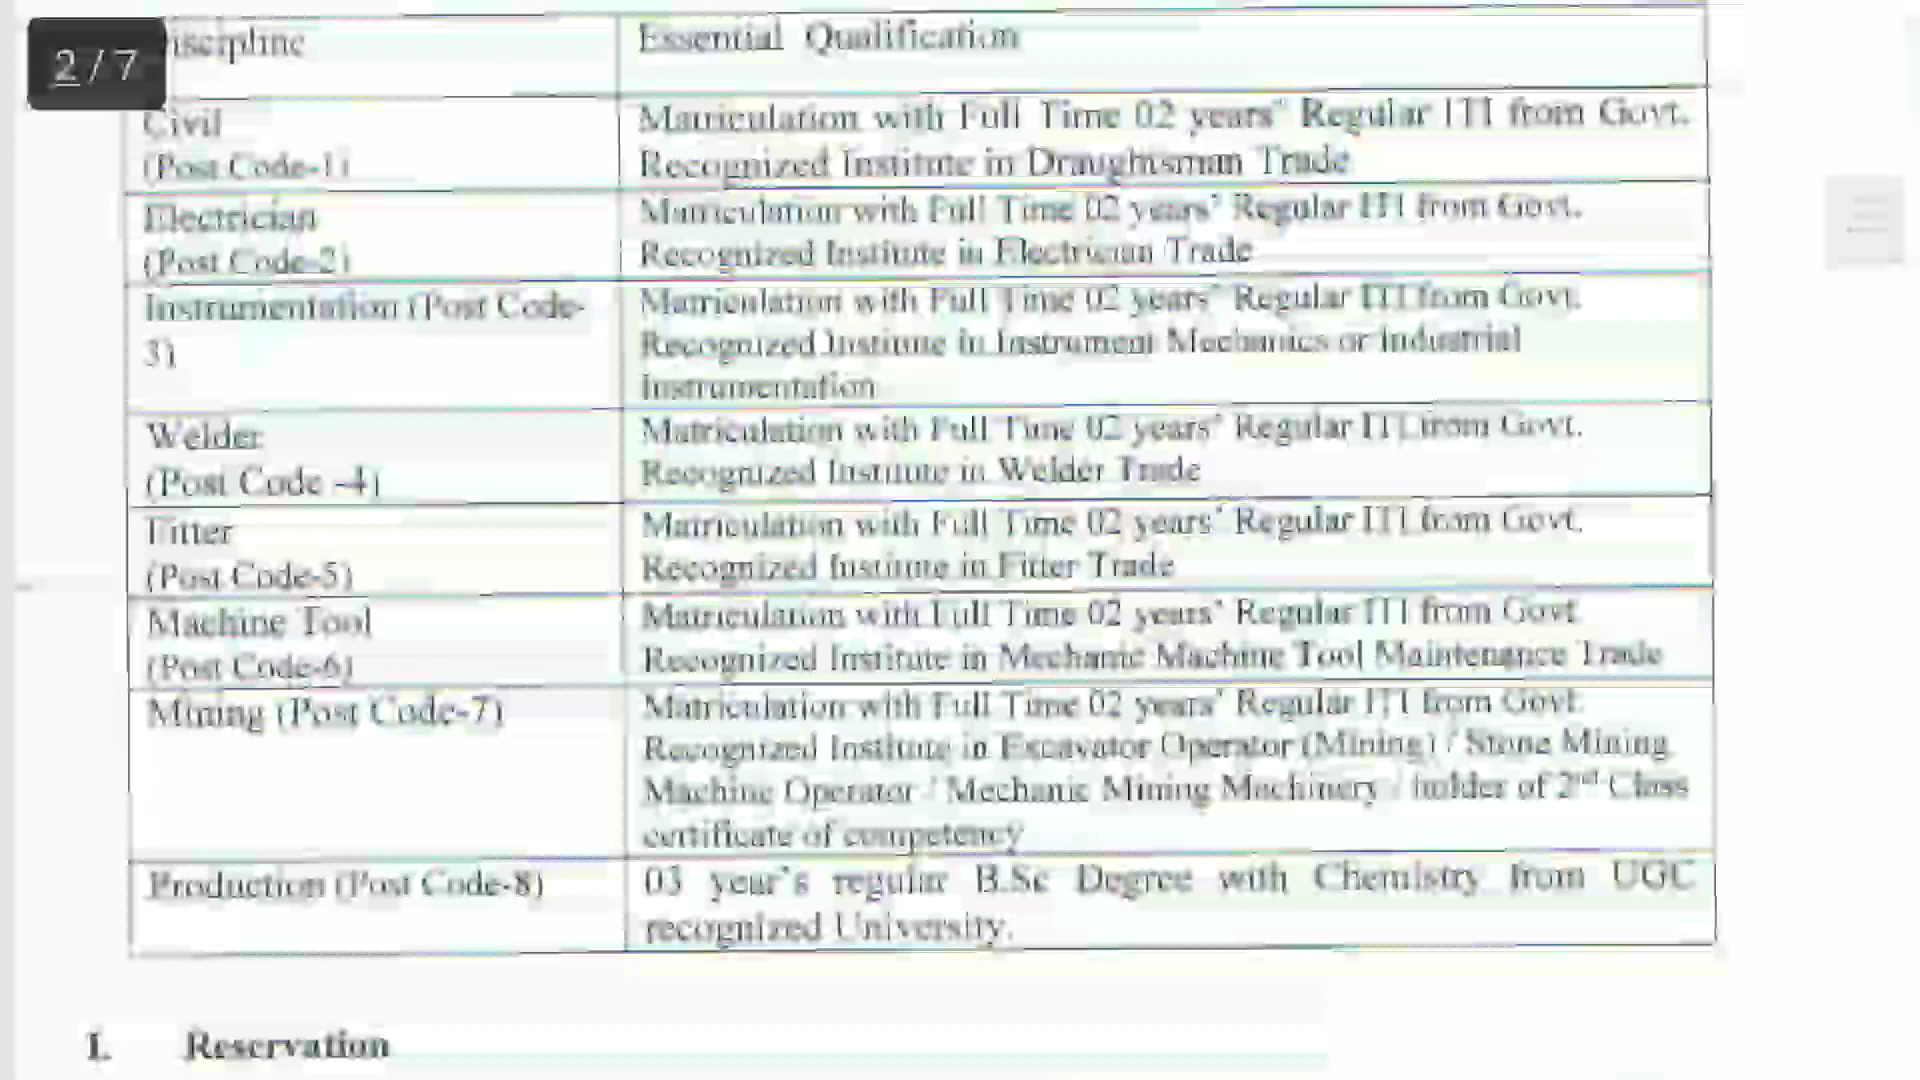 2 / 7
iscipline
Essential Qualification
Civil
(Post Code-1)
Matriculation with Full Time 02 years' Regular ITI from Govt.
Recognized Institute in Draughtsman Trade
Electrician
(Post Code-2)
Matriculation with Full Time 02 years' Regular ITI from Govt.
Recognized Institute in Electrician Trade
Instrumentation (Post Code-
3)
Matriculation with Full Time 02 years' Regular ITI from Govt.
Recognized Institute in Instrument Mechanics or Industrial
Instrumentation
Welder
(Post Code -4)
Matriculation with Full Time 02 years' Regular ITI from Govt.
Recognized Institute in Welder Trade
Fitter
(Post Code-5)
Matriculation with Full Time 02 years' Regular ITI from Govt.
Recognized Institute in Fitter Trade
Machine Tool
(Post Code-6)
Matriculation with Full Time 02 years' Regular ITI from Govt.
Recognized Institute in Mechanic Machine Tool Maintenance Trade
Mining (Post Code-7)
Matriculation with Full Time 02 years' Regular ITI from Govt.
Recognized Institute in Excavator Operator (Mining) / Stone Mining
Machine Operator / Mechanic Mining Machinery / holder of 2nd Class
certificate of competency
Production (Post Code-8)
03 year's regular B.Sc Degree with Chemistry from UGC
recognized University.
I. Reservation